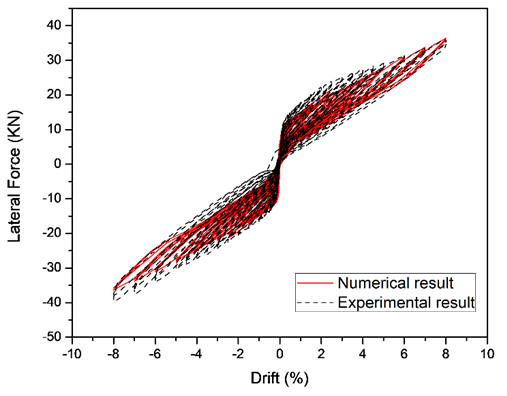 40
30
20
10
0
-10
-20
-30
-40
-50
Lateral Force (KN)
Numerical result
Experimental result
-10 -8 -6 -4 -2 0 2 4 6 8 10
Drift (%)